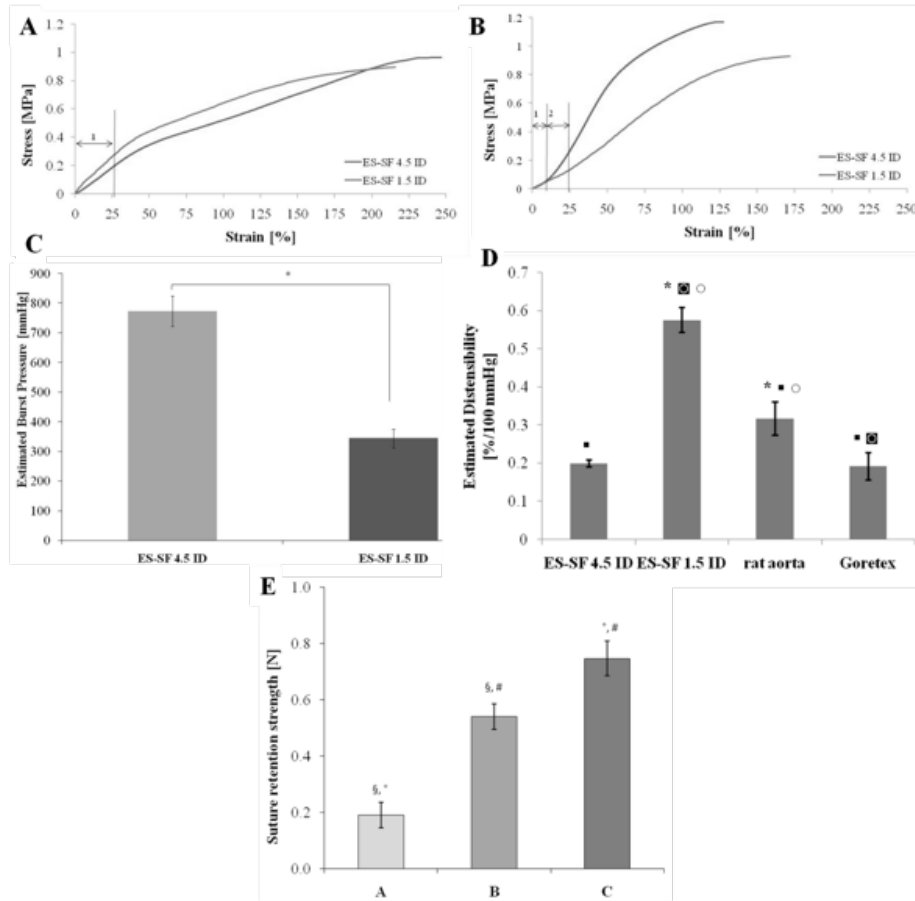 A
Stress [MPa]
1.2
1
0.8
0.6
0.4
0.2
0
1
ES-SF 4.5 ID
ES-SF 1.5 ID
0 25 50 75 100 125 150 175 200 225 250
Strain [%]
B
Stress [MPa]
1.2
1
0.8
0.6
0.4
0.2
0
1 2
ES-SF 4.5 ID
ES-SF 1.5 ID
0 25 50 75 100 125 150 175 200
Strain [%]
C
Estimated Burst Pressure [mmHg]
900
800
700
600
500
400
300
200
100
0
*
ES-SF 4.5 ID ES-SF 1.5 ID
D
Estimated Distensibility
[%/100 mmHg]
0.7
0.6
0.5
0.4
0.3
0.2
0.1
0
▪
* ◙ ○
* ▪ ○
▪ ◙
ES-SF 4.5 ID ES-SF 1.5 ID rat aorta Goretex
E
Suture retention strength [N]
1.0
0.8
0.6
0.4
0.2
0.0
§, *
§, #
*, #
A B C